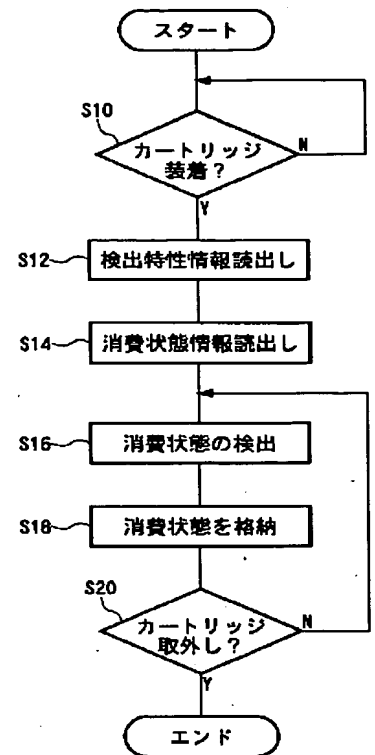 スタート
S10
カートリッジ
装着？
N
Y
S12
検出特性情報読出し
S14
消費状態情報読出し
S16
消費状態の検出
S18
消費状態を格納
S20
カートリッジ
取外し？
N
Y
エンド